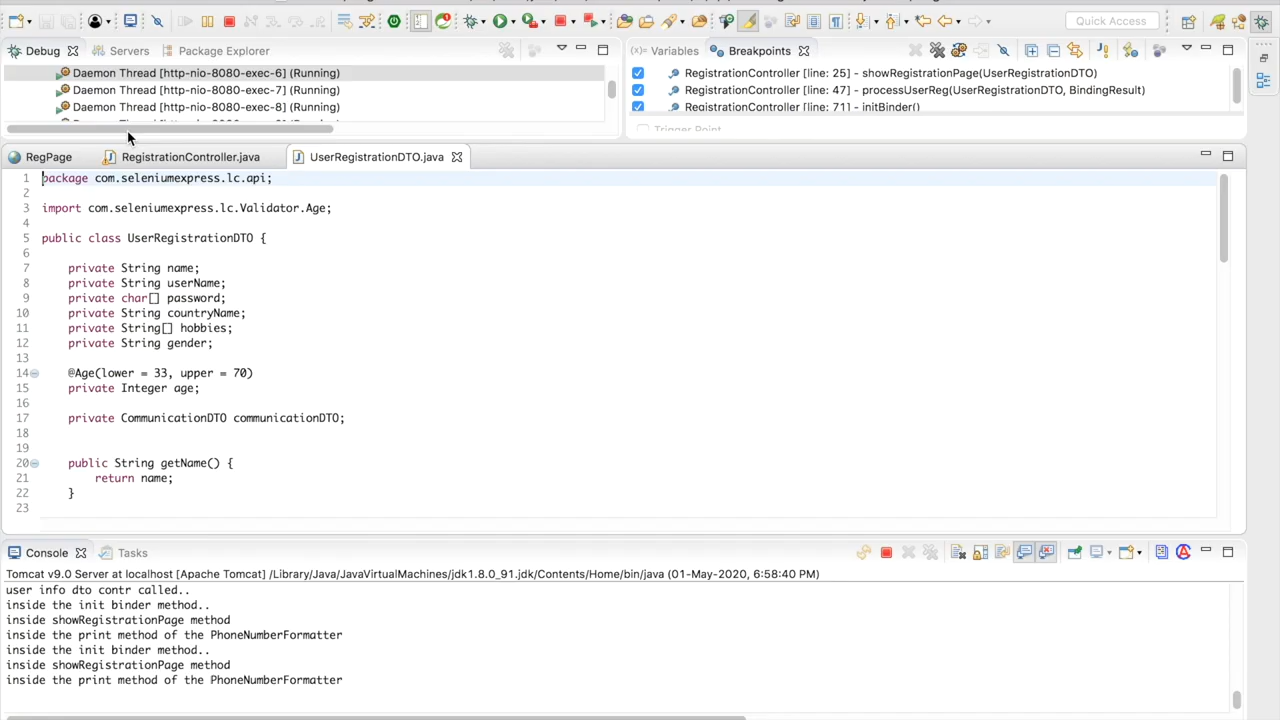 Quick Access
Debug
Servers
Package Explorer
(x)= Variables
Breakpoints
Daemon Thread [http-nio-8080-exec-6] (Running)
Daemon Thread [http-nio-8080-exec-7] (Running)
Daemon Thread [http-nio-8080-exec-8] (Running)
RegistrationController [line: 25] - showRegistrationPage(UserRegistrationDTO)
RegistrationController [line: 47] - processUserReg(UserRegistrationDTO, BindingResult)
RegistrationController [line: 71] - initBinder()
Trigger Point
RegPage
RegistrationController.java
UserRegistrationDTO.java
1 package com.seleniumexpress.lc.api;
2
3 import com.seleniumexpress.lc.Validator.Age;
4
5 public class UserRegistrationDTO {
6
7 private String name;
8 private String userName;
9 private char[] password;
10 private String countryName;
11 private String[] hobbies;
12 private String gender;
13
14 @Age(lower = 33, upper = 70)
15 private Integer age;
16
17 private CommunicationDTO communicationDTO;
18
19
20 public String getName() {
21 return name;
22 }
23
Console
Tasks
Tomcat v9.0 Server at localhost [Apache Tomcat] /Library/Java/JavaVirtualMachines/jdk1.8.0_91.jdk/Contents/Home/bin/java (01-May-2020, 6:58:40 PM)
user info dto contr called..
inside the init binder method..
inside showRegistrationPage method
inside the print method of the PhoneNumberFormatter
inside the init binder method..
inside showRegistrationPage method
inside the print method of the PhoneNumberFormatter